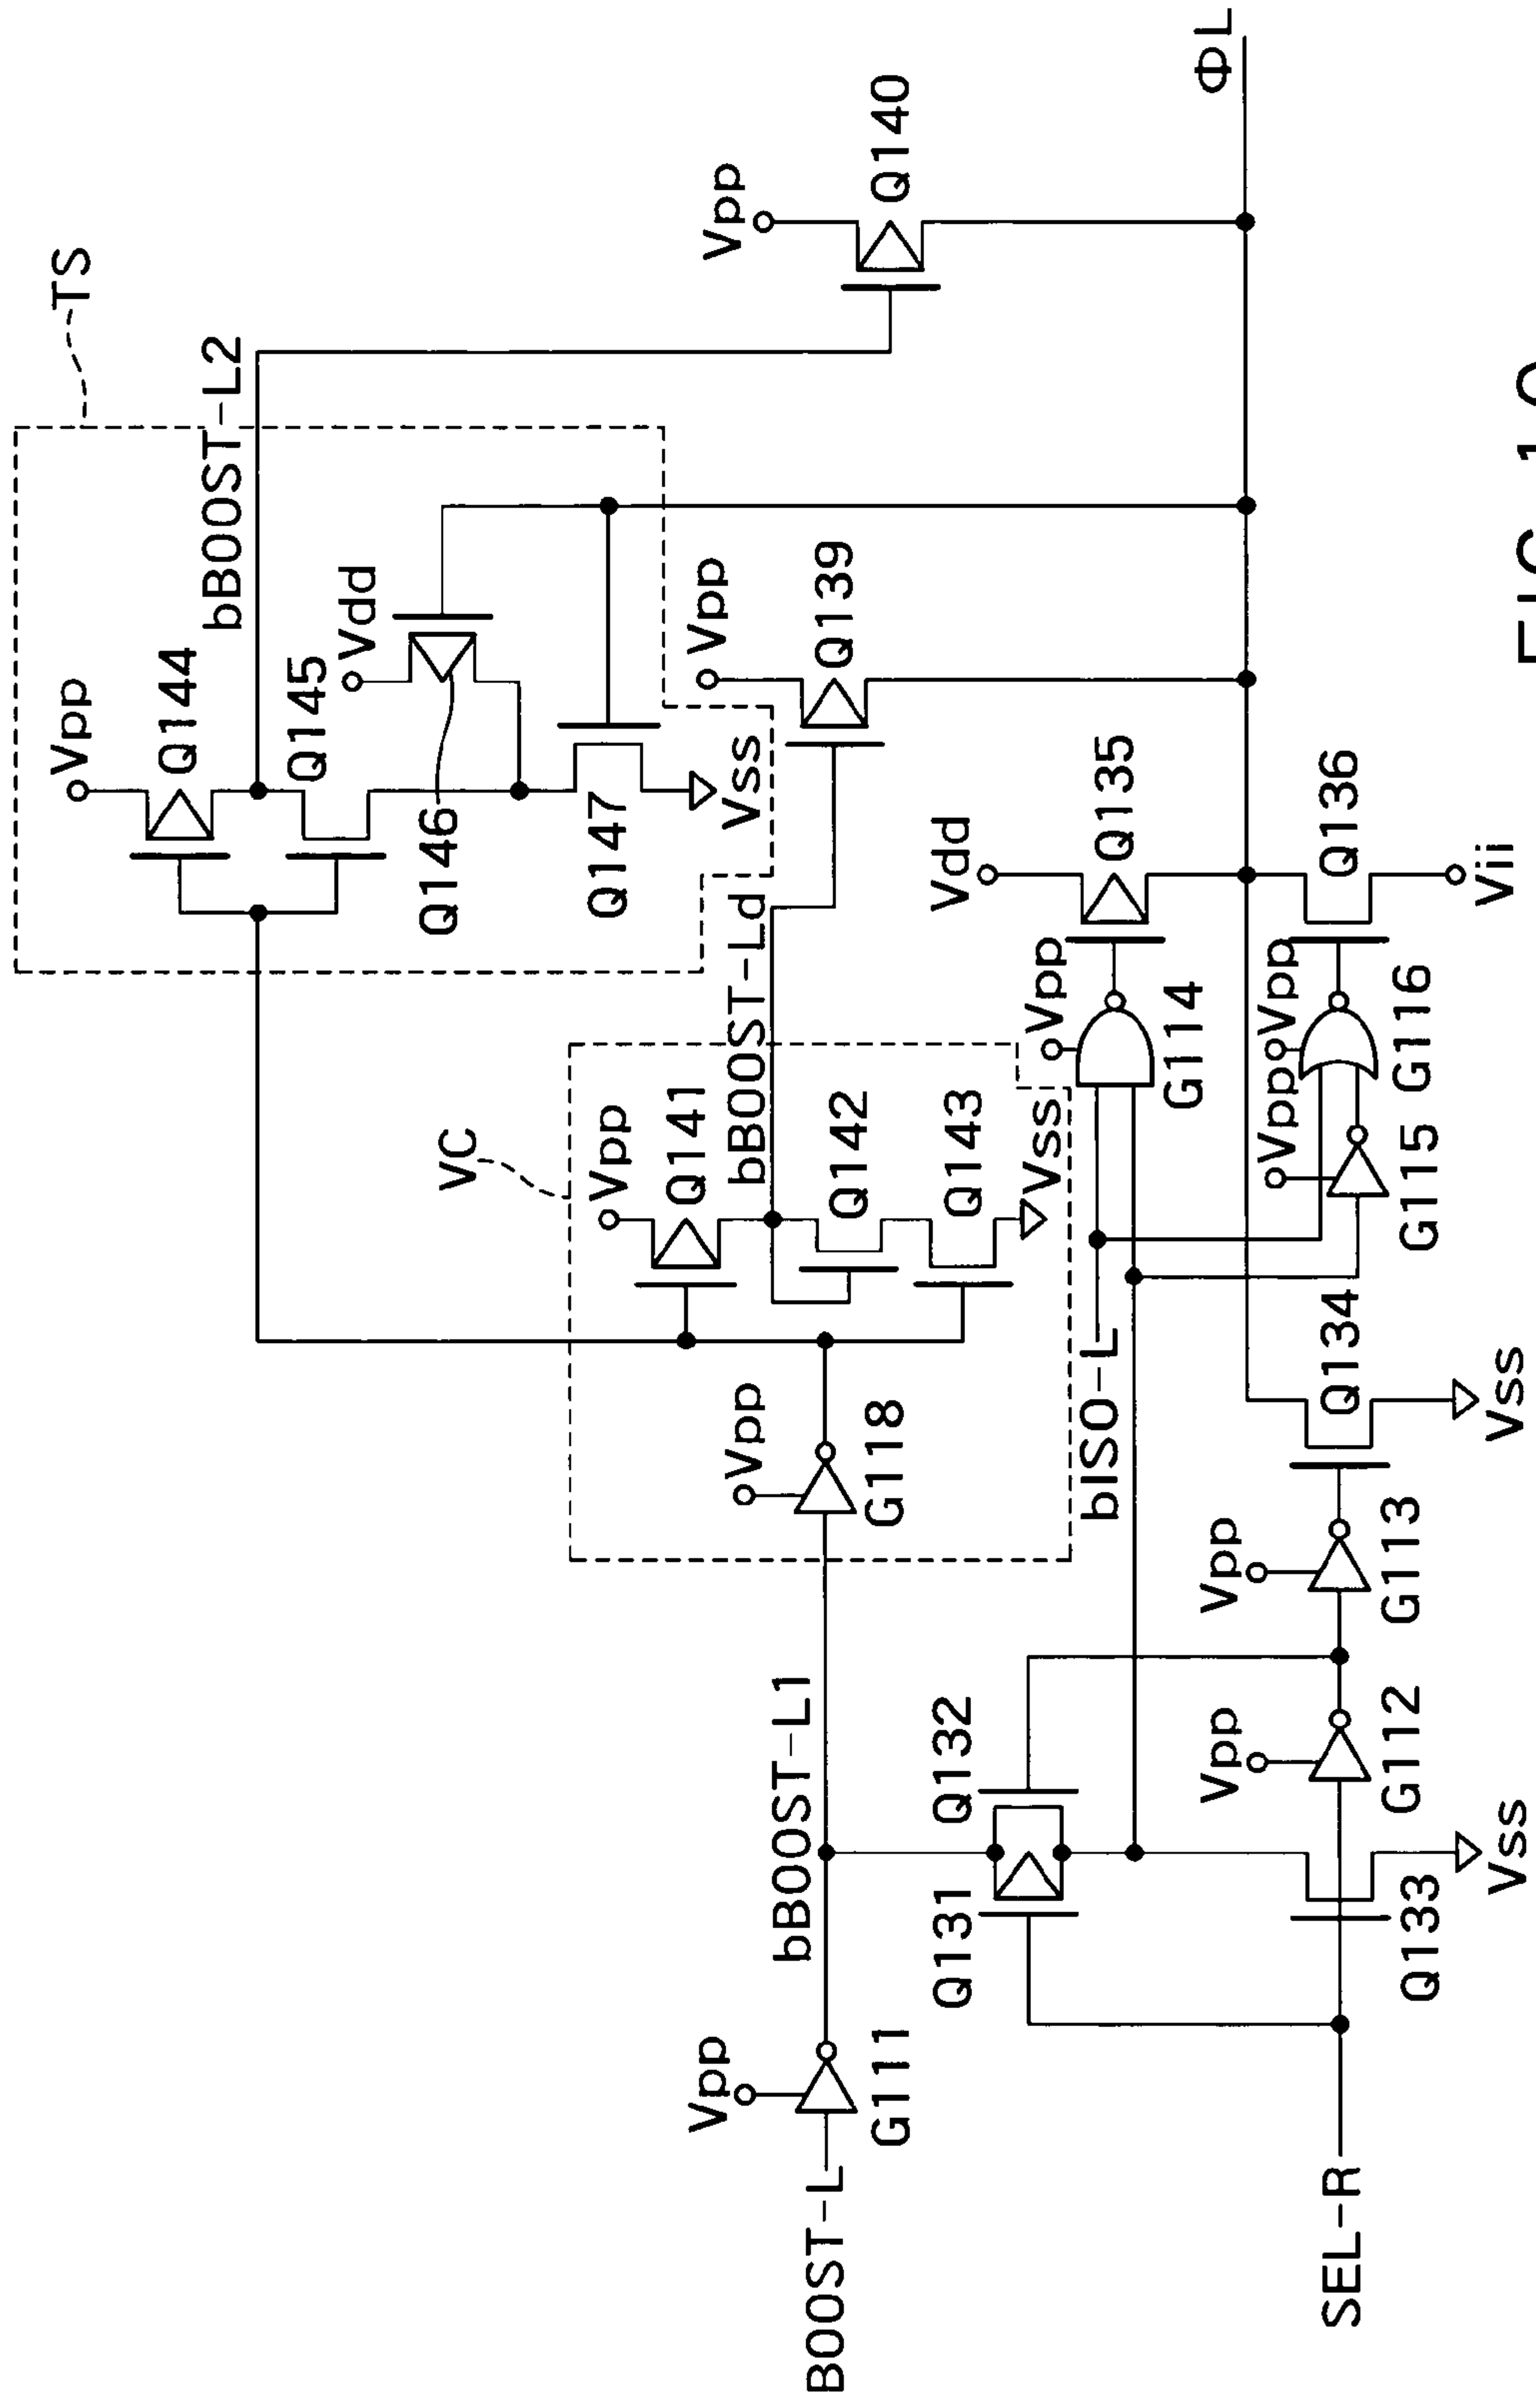 Vpp
TS
Q144
bBOOST-L2
Q145
Vdd
Q146
VC
Vpp
Q147
Q141
Vpp
Vpp
Vpp
Vpp
bBOOST-Ld
Vss
bBOOST-L1
BOOST-L
Q142
Q139
G111
G118
Q140
Q131
Q132
Q143
Vdd
Vss
Vpp
bISO-L
Q135
G114
ΦL
Vpp
Vpp
Vpp
Vpp
SEL-R
Q134
Q136
Q133
G112
G113
G115
G116
Vss
Vss
Vii